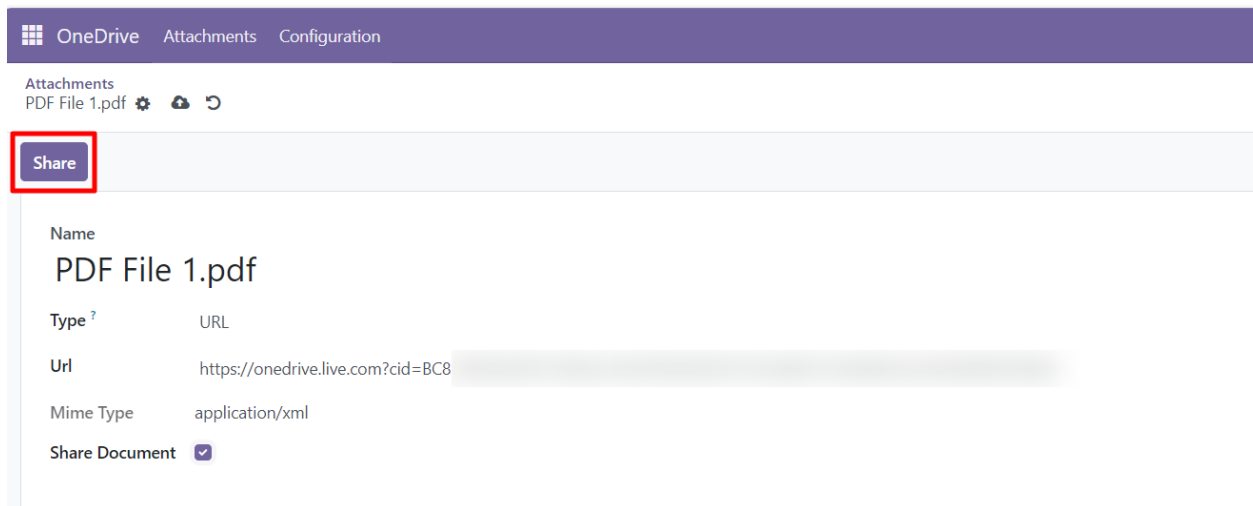 OneDrive Attachments Configuration
Attachments
PDF File 1.pdf
Share
Name
PDF File 1.pdf
Type ? URL
Url https://onedrive.live.com?cid=BC8
Mime Type application/xml
Share Document